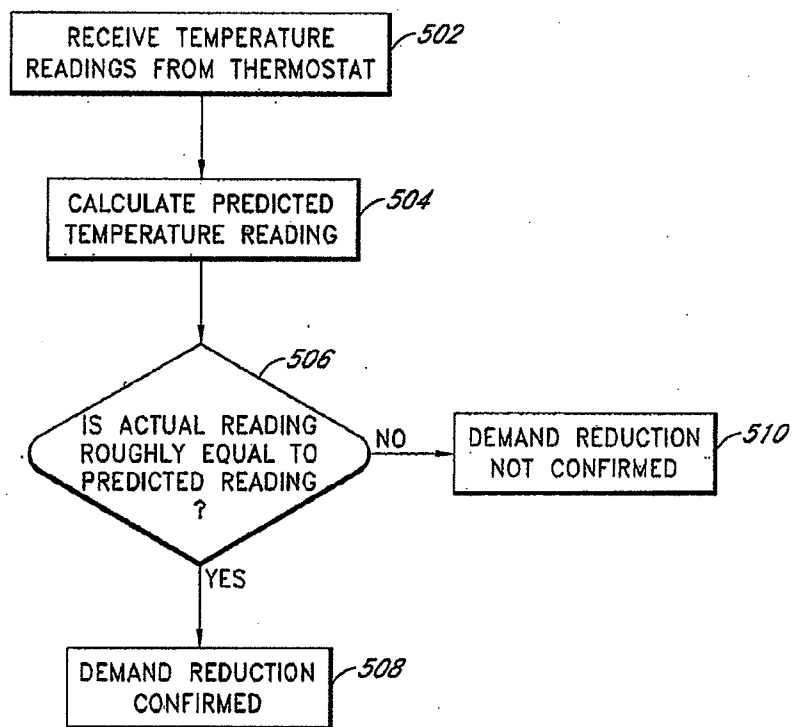 RECEIVE TEMPERATURE
READINGS FROM THERMOSTAT
502
CALCULATE PREDICTED
TEMPERATURE READING
504
506
IS ACTUAL READING
ROUGHLY EQUAL TO
PREDICTED READING
?
NO
DEMAND REDUCTION
NOT CONFIRMED
510
YES
DEMAND REDUCTION
CONFIRMED
508